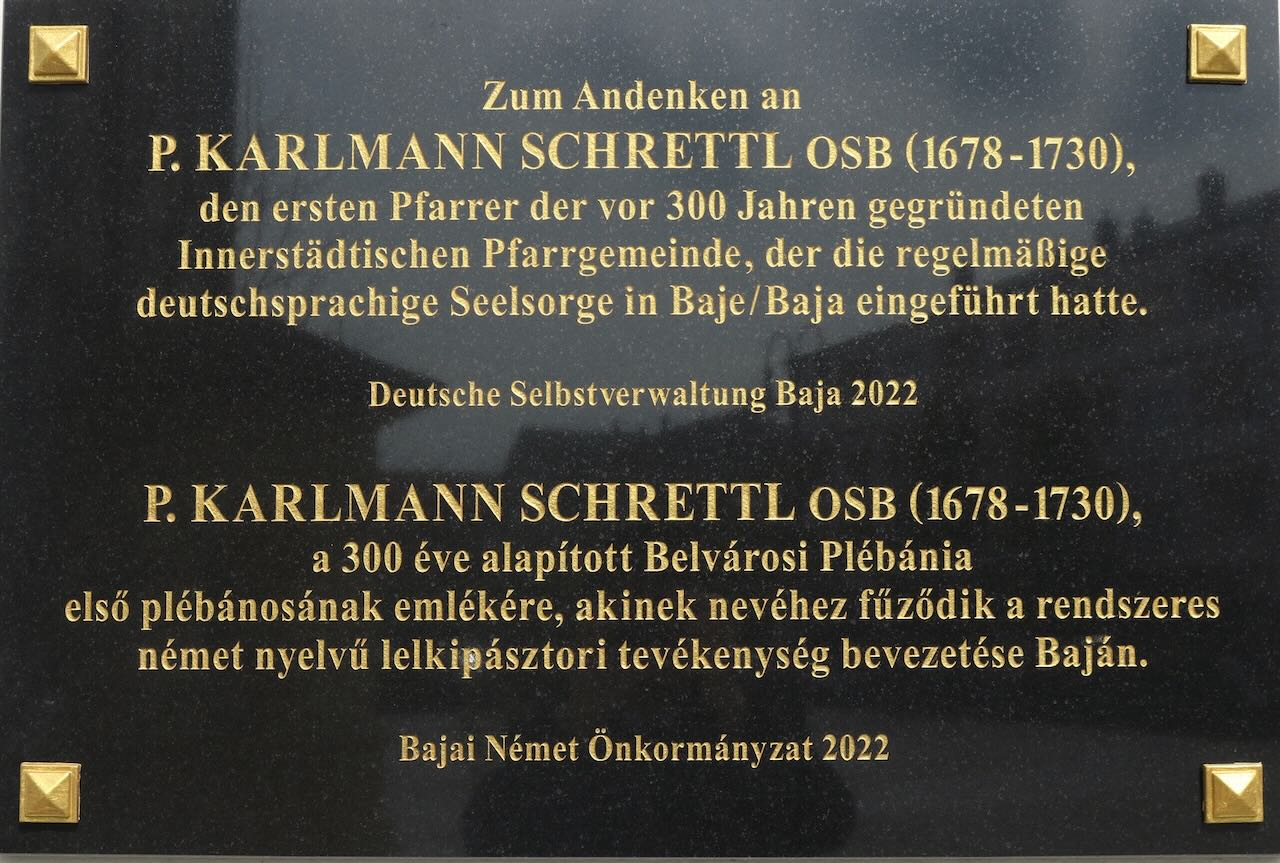 Zum Andenken an
P. KARLMANN SCHRETTL OSB (1678-1730),
den ersten Pfarrer der vor 300 Jahren gegründeten
Innerstädtischen Pfarrgemeinde, der die regelmäßige
deutschsprachige Seelsorge in Baje/Baja eingeführt hatte.
Deutsche Selbstverwaltung Baja 2022
P. KARLMANN SCHRETTL OSB (1678-1730),
a 300 éve alapított Belvárosi Plébánia
első plébánosának emlékére, akinek nevéhez fűződik a rendszeres
német nyelvű lelkipásztori tevékenység bevezetése Baján.
Bajai Német Önkormányzat 2022